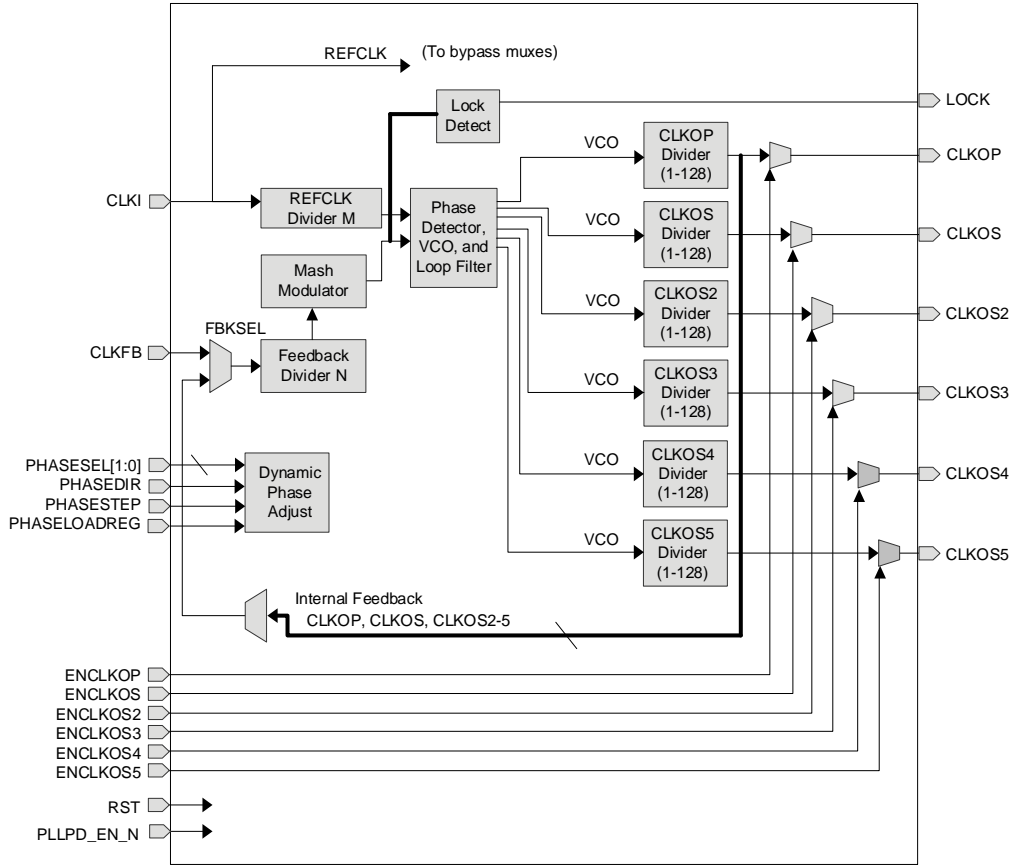 REFCLK
(To bypass muxes)
Lock
Detect
LOCK
VCO
CLKOP
Divider
(1-128)
CLKOP
CLKI
REFCLK
Divider M
Phase
Detector,
VCO, and
Loop Filter
VCO
CLKOS
Divider
(1-128)
CLKOS
Mash
Modulator
VCO
CLKOS2
Divider
(1-128)
CLKOS2
FBKSEL
CLKFB
Feedback
Divider N
VCO
CLKOS3
Divider
(1-128)
CLKOS3
PHASESEL[1:0]
PHASEDIR
PHASESTEP
PHASELOADREG
Dynamic
Phase
Adjust
VCO
CLKOS4
Divider
(1-128)
CLKOS4
VCO
CLKOS5
Divider
(1-128)
CLKOS5
Internal Feedback
CLKOP, CLKOS, CLKOS2-5
ENCLKOP
ENCLKOS
ENCLKOS2
ENCLKOS3
ENCLKOS4
ENCLKOS5
RST
PLLPD_EN_N